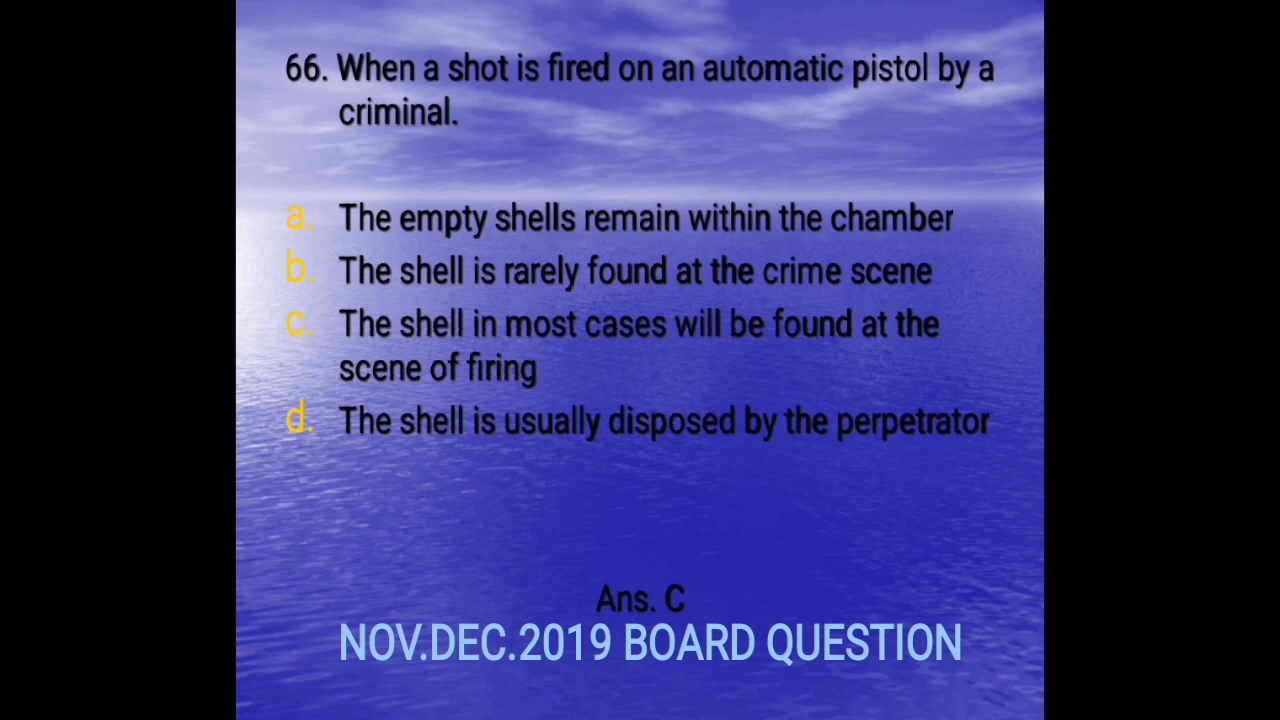 66. When a shot is fired on an automatic pistol by a
criminal.
a. The empty shells remain within the chamber
b. The shell is rarely found at the crime scene
c. The shell in most cases will be found at the
scene of firing
d. The shell is usually disposed by the perpetrator
Ans. C
NOV.DEC.2019 BOARD QUESTION